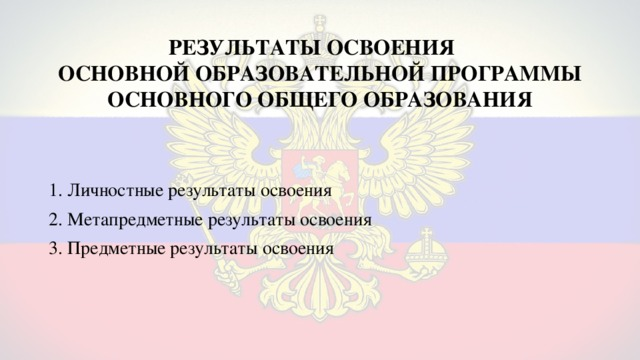 РЕЗУЛЬТАТЫ ОСВОЕНИЯ
ОСНОВНОЙ ОБРАЗОВАТЕЛЬНОЙ ПРОГРАММЫ
ОСНОВНОГО ОБЩЕГО ОБРАЗОВАНИЯ
1. Личностные результаты освоения
2. Метапредметные результаты освоения
3. Предметные результаты освоения